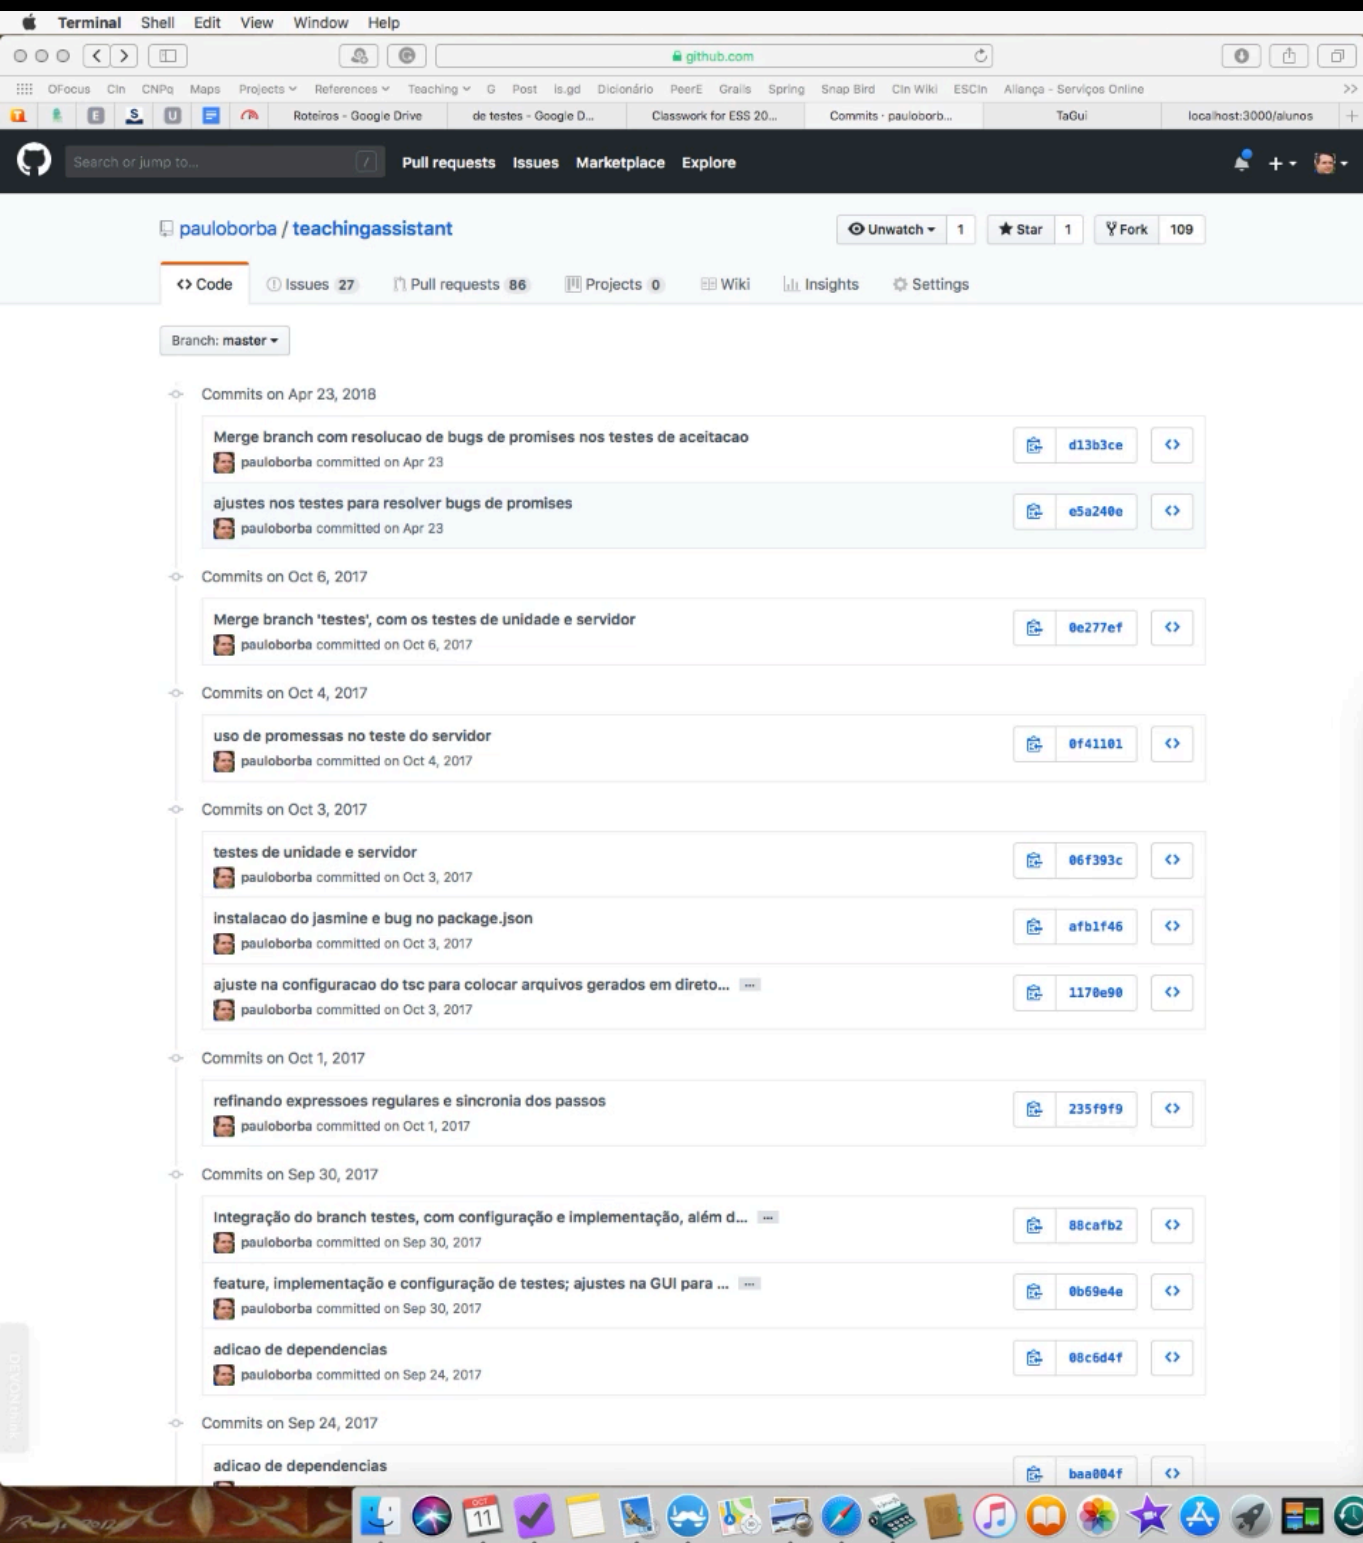 Terminal Shell Edit View Window Help
github.com
OFocus CIn CNPq Maps Projects References Teaching G Post is.gd Dicionário PeerE Grails Spring Snap Bird CIn Wiki ESCIn Aliança - Serviços Online >>
E S U Roteiros - Google Drive de testes - Google D... Classwork for ESS 20... Commits · pauloborb... TaGui localhost:3000/alunos +
Search or jump to... / Pull requests Issues Marketplace Explore
pauloborba / teachingassistant Unwatch 1 Star 1 Fork 109
Code Issues 27 Pull requests 86 Projects 0 Wiki Insights Settings
Branch: master
Commits on Apr 23, 2018
Merge branch com resolucao de bugs de promises nos testes de aceitacao
d13b3ce
pauloborba committed on Apr 23
ajustes nos testes para resolver bugs de promises
e5a240e
pauloborba committed on Apr 23
Commits on Oct 6, 2017
Merge branch 'testes', com os testes de unidade e servidor
0e277ef
pauloborba committed on Oct 6, 2017
Commits on Oct 4, 2017
uso de promessas no teste do servidor
0f41101
pauloborba committed on Oct 4, 2017
Commits on Oct 3, 2017
testes de unidade e servidor
06f393c
pauloborba committed on Oct 3, 2017
instalacao do jasmine e bug no package.json
afb1f46
pauloborba committed on Oct 3, 2017
ajuste na configuracao do tsc para colocar arquivos gerados em direto... ...
1170e90
pauloborba committed on Oct 3, 2017
Commits on Oct 1, 2017
refinando expressoes regulares e sincronia dos passos
235f9f9
pauloborba committed on Oct 1, 2017
Commits on Sep 30, 2017
Integração do branch testes, com configuração e implementação, além d... ...
88cafb2
pauloborba committed on Sep 30, 2017
feature, implementação e configuração de testes; ajustes na GUI para ... ...
0b69e4e
pauloborba committed on Sep 30, 2017
adicao de dependencias
08c6d4f
pauloborba committed on Sep 24, 2017
Commits on Sep 24, 2017
adicao de dependencias
baa004f
OCT
11